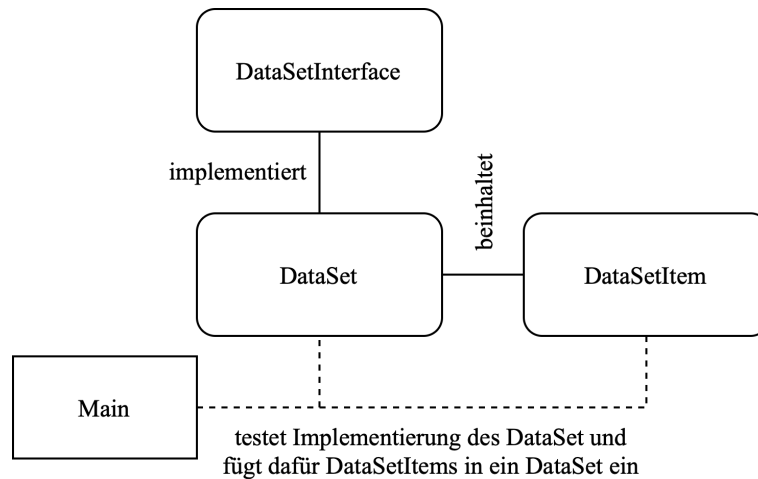 DataSetInterface
implementiert
beinhaltet
DataSet
DataSetItem
Main
testet Implementierung des DataSet und
fügt dafür DataSetItems in ein DataSet ein